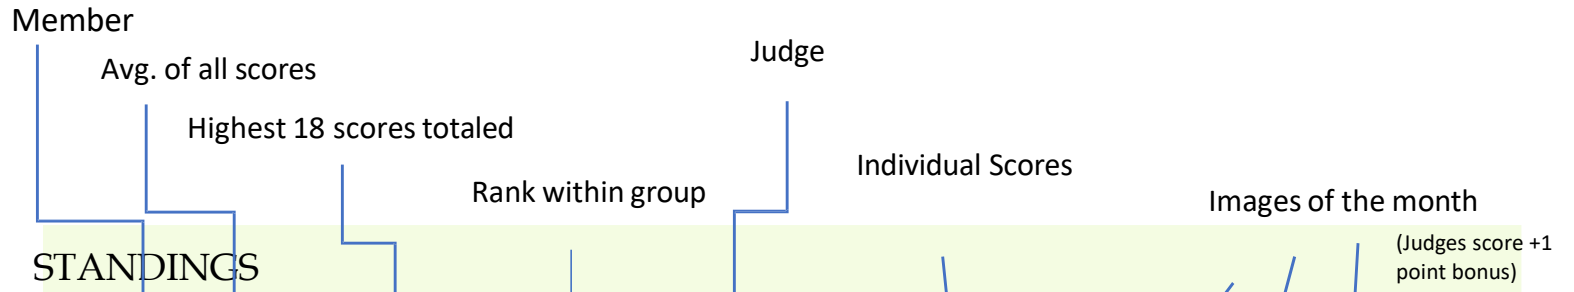 Member
Judge
Avg. of all scores
Highest 18 scores totaled
Individual Scores
Rank within group
Images of the month
(Judges score +1
point bonus)
STANDINGS